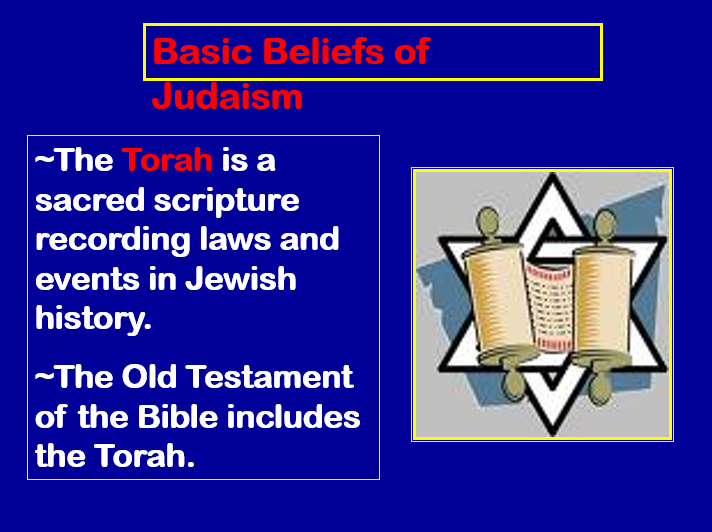 Basic Beliefs of
Judaism
~The Torah is a
sacred scripture
recording laws and
events in Jewish
history.
~The Old Testament
of the Bible includes
the Torah.